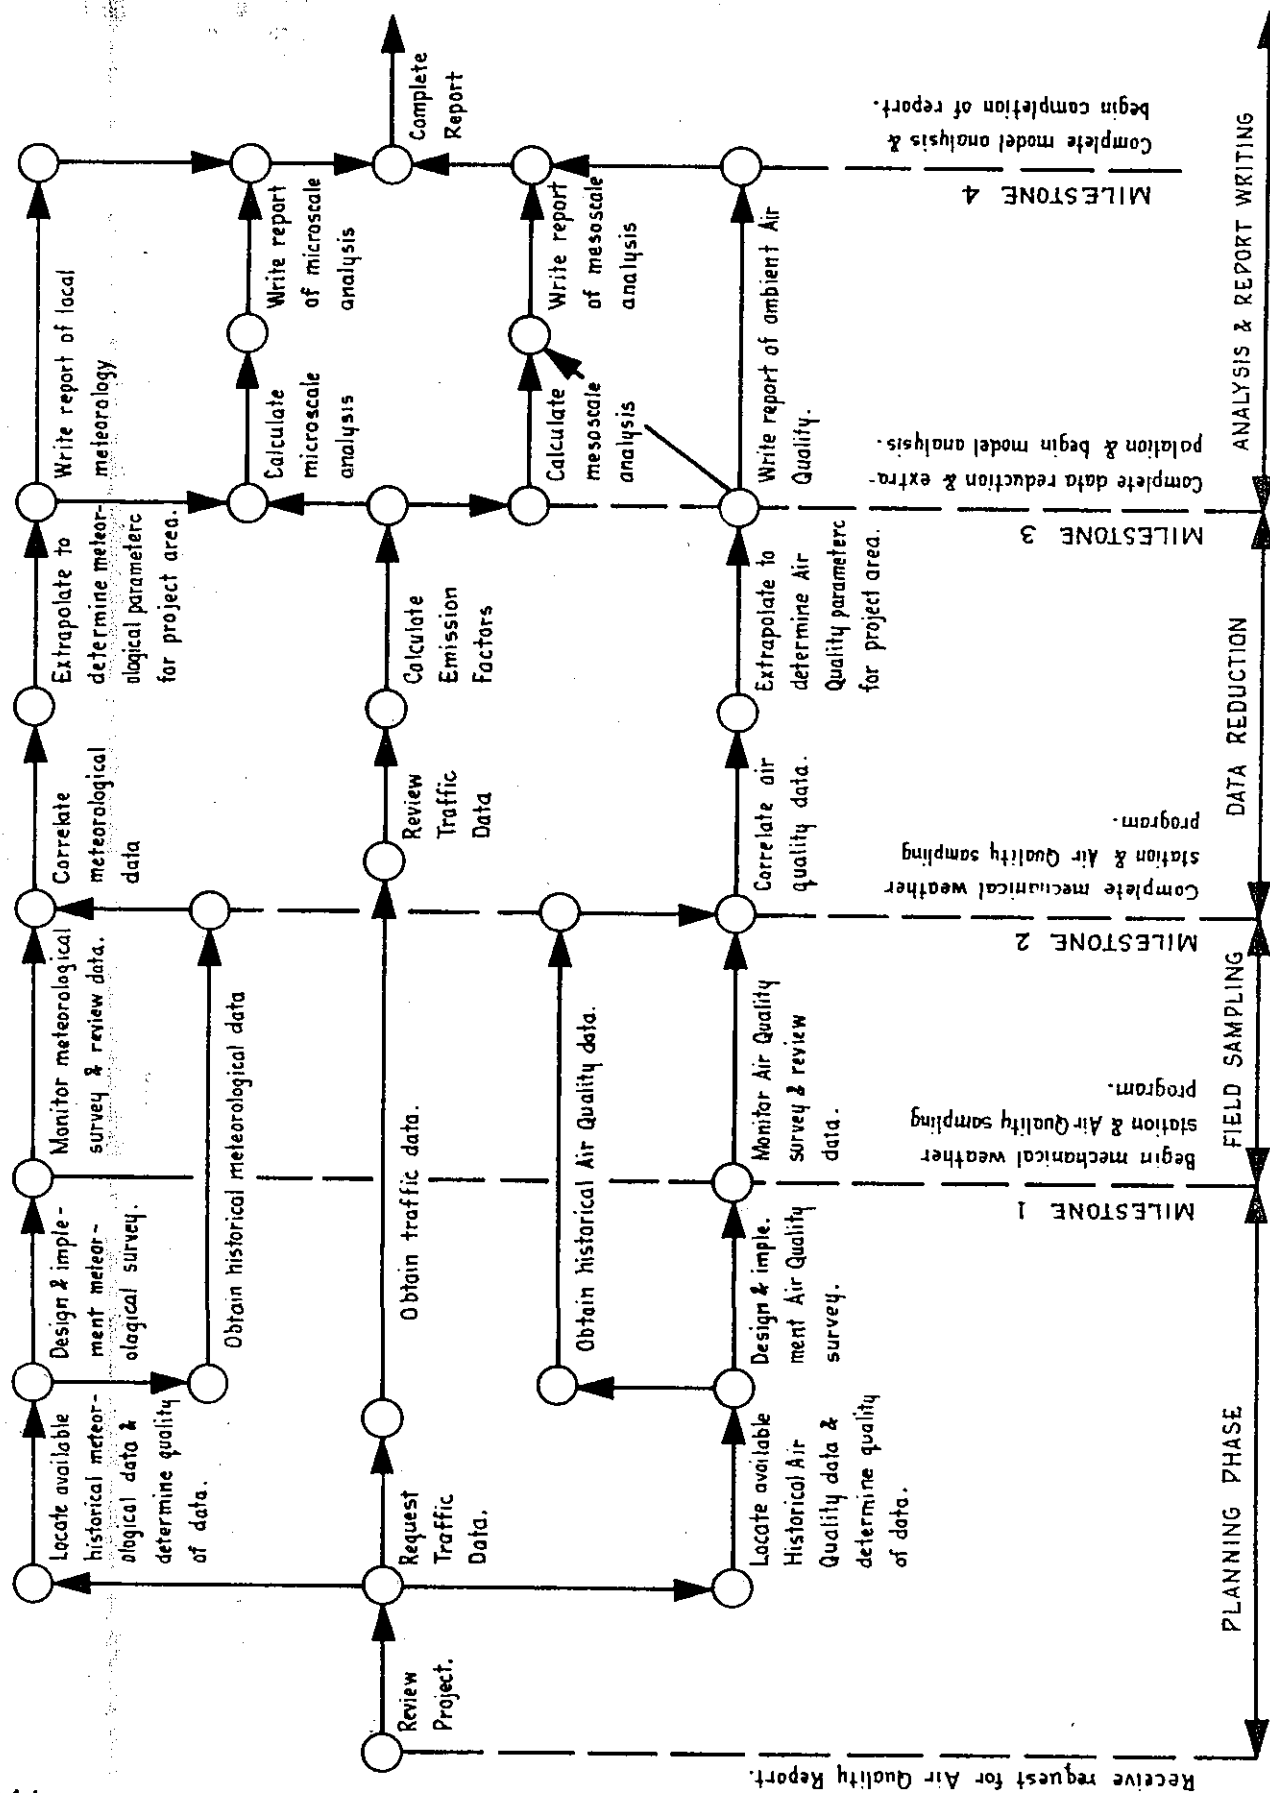 Review
Project.
Locate available
historical meteor-
ological data &
determine quality
of data.
Design & imple-
ment meteor-
ological survey.
Monitor meteorological
survey & review data.
Correlate
meteorological
data
Extrapolate to
determine meteor-
ological parameterc
for project area.
Write report of local
meteorology
Obtain historical meteorological data
Calculate
microscale
analysis
Write report
of microscale
analysis
Request
Traffic
Data.
Obtain traffic data.
Review
Traffic
Data
Calculate
Emission
Factors
Complete
Report
Obtain historical Air Quality data.
Calculate
mesoscale
analysis
Write report
of mesoscale
analysis
Locate available
Historical Air
Quality data &
determine quality
of data.
Design & imple.
ment Air Quality
survey.
Monitor Air Quality
survey & review
data.
Correlate air
quality data.
Extrapolate to
determine Air
Quality parameterc
for project area.
Write report of ambient Air
Quality.
Receive request for Air Quality Report.
MILESTONE 1
Begin mechanical weather
station & Air Quality sampling
program.
MILESTONE 2
Complete mechanical weather
station & Air Quality sampling
program.
MILESTONE 3
Complete data reduction & extra-
polation & begin model analysis.
MILESTONE 4
Complete model analysis &
begin completion of report.
PLANNING PHASE
FIELD SAMPLING
DATA REDUCTION
ANALYSIS & REPORT WRITING